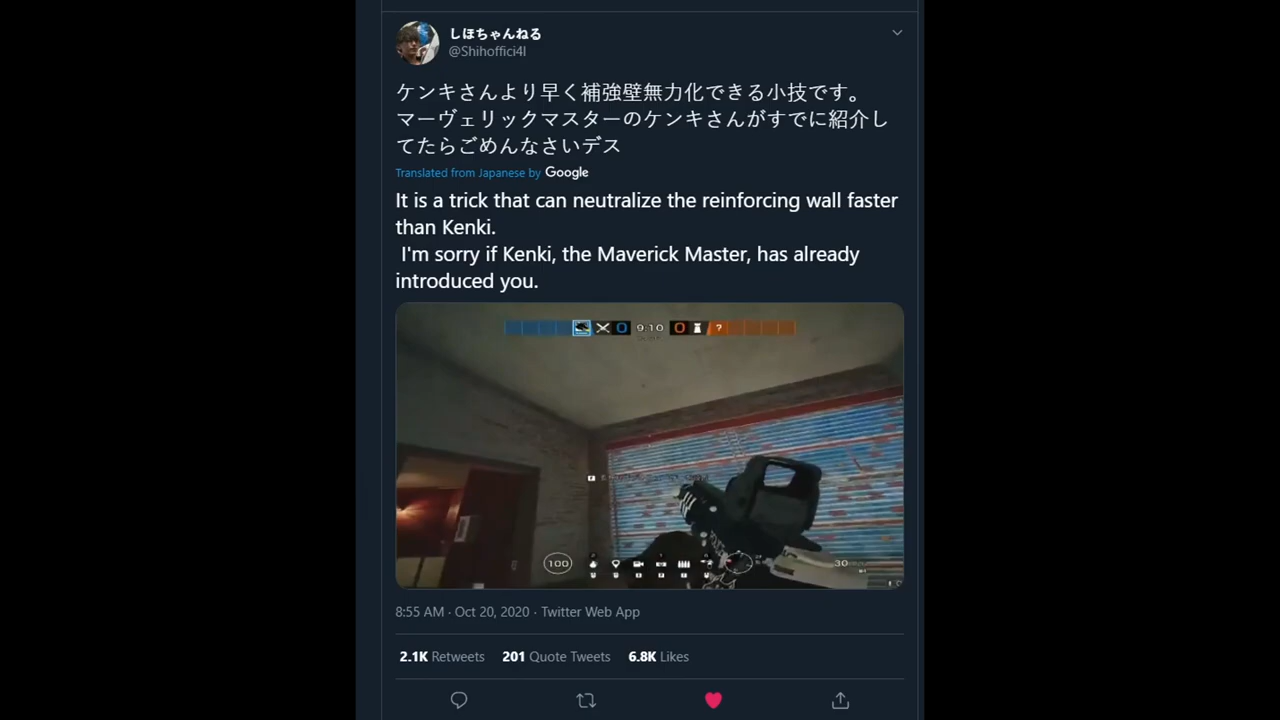 しほちゃんねる
@Shihoffici4l
ケンキさんより早く補強壁無力化できる小技です。
マーヴェリックマスターのケンキさんがすでに紹介し
てたらごめんなさいデス
Translated from Japanese by Google
It is a trick that can neutralize the reinforcing wall faster
than Kenki.
I'm sorry if Kenki, the Maverick Master, has already
introduced you.
0 9:10 0 ?
100
30
8:55 AM · Oct 20, 2020 · Twitter Web App
2.1K Retweets 201 Quote Tweets 6.8K Likes